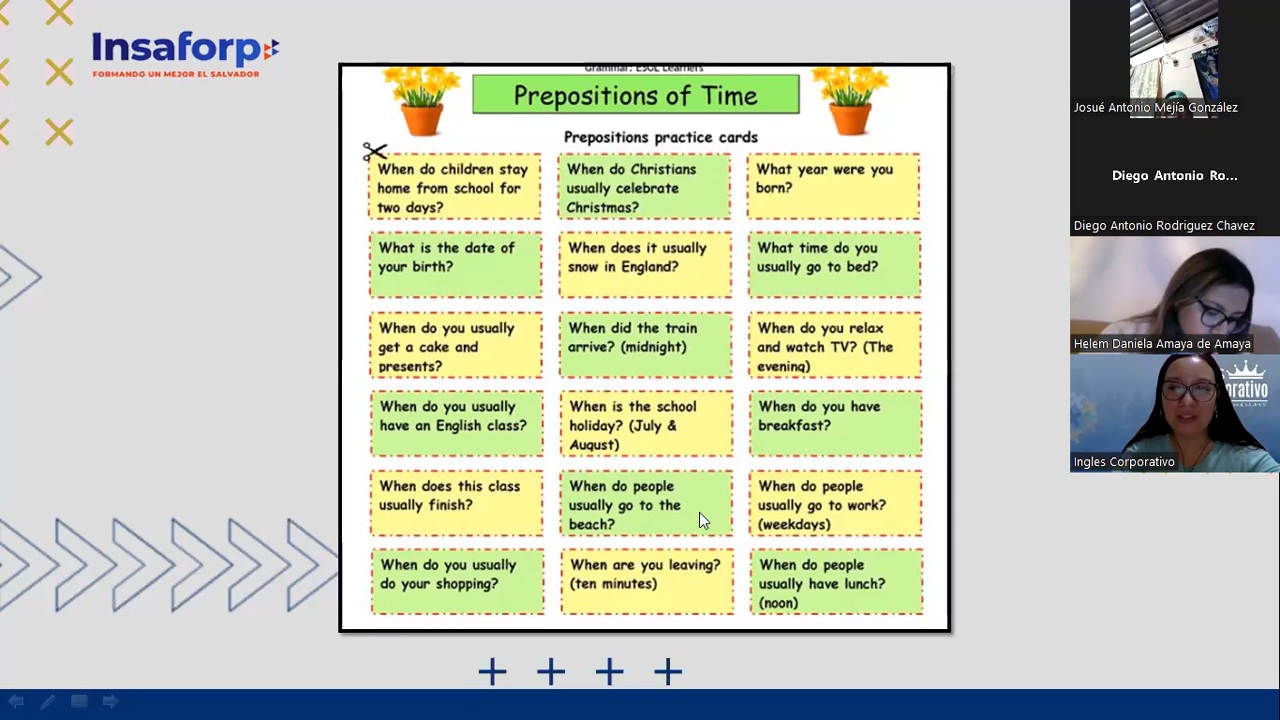 Insaforp
FORMANDO UN MEJOR EL SALVADOR
Grammar: ESOL Learners
Prepositions of Time
Prepositions practice cards
When do children stay
home from school for
two days?
When do Christians
usually celebrate
Christmas?
What year were you
born?
What is the date of
your birth?
When does it usually
snow in England?
What time do you
usually go to bed?
When do you usually
get a cake and
presents?
When did the train
arrive? (midnight)
When do you relax
and watch TV? (The
evening)
When do you usually
have an English class?
When is the school
holiday? (July &
August)
When do you have
breakfast?
When does this class
usually finish?
When do people
usually go to the
beach?
When do people
usually go to work?
(weekdays)
When do you usually
do your shopping?
When are you leaving?
(ten minutes)
When do people
usually have lunch?
(noon)
Josué Antonio Mejía González
Diego Antonio Ro...
Diego Antonio Rodriguez Chavez
Helem Daniela Amaya de Amaya
Ingles Corporativo